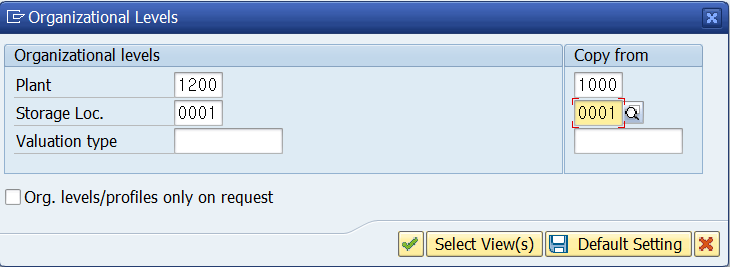 Organizational Levels
Organizational levels Copy from
Plant 1200 1000
Storage Loc. 0001 0001
Valuation type
Org. levels/profiles only on request
Select View(s) Default Setting